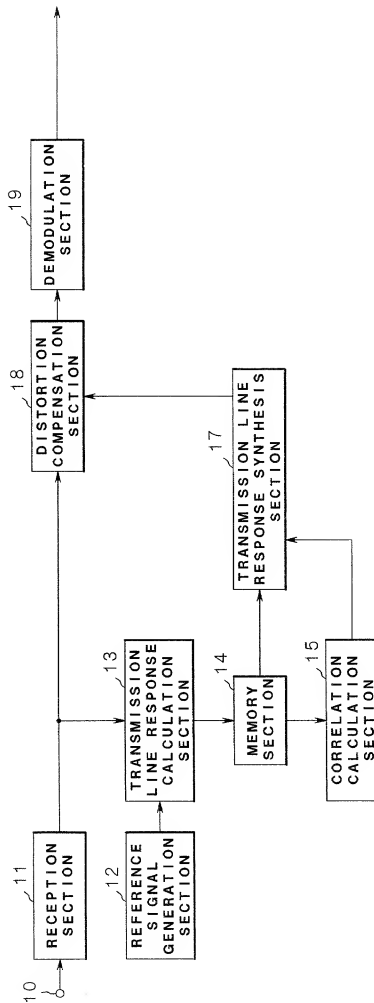 10
11
RECEPTION
SECTION
12
REFERENCE
SIGNAL
GENERATION
SECTION
13
TRANSMISSION
LINE RESPONSE
CALCULATION
SECTION
14
MEMORY
SECTION
15
CORRELATION
CALCULATION
SECTION
17
TRANSMISSION LINE
RESPONSE SYNTHESIS
SECTION
18
DISTORTION
COMPENSATION
SECTION
19
DEMODULATION
SECTION